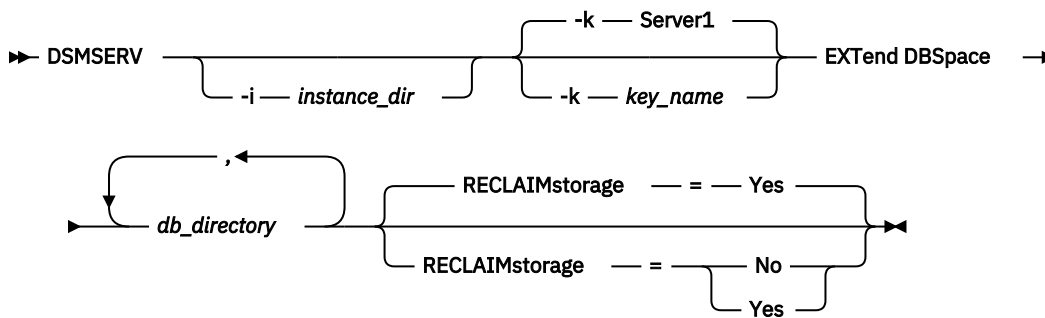 -k Server1
DSMSERV EXTend DBSpace
-i instance_dir -k key_name
,
RECLAIMstorage = Yes
db_directory
RECLAIMstorage = No
Yes